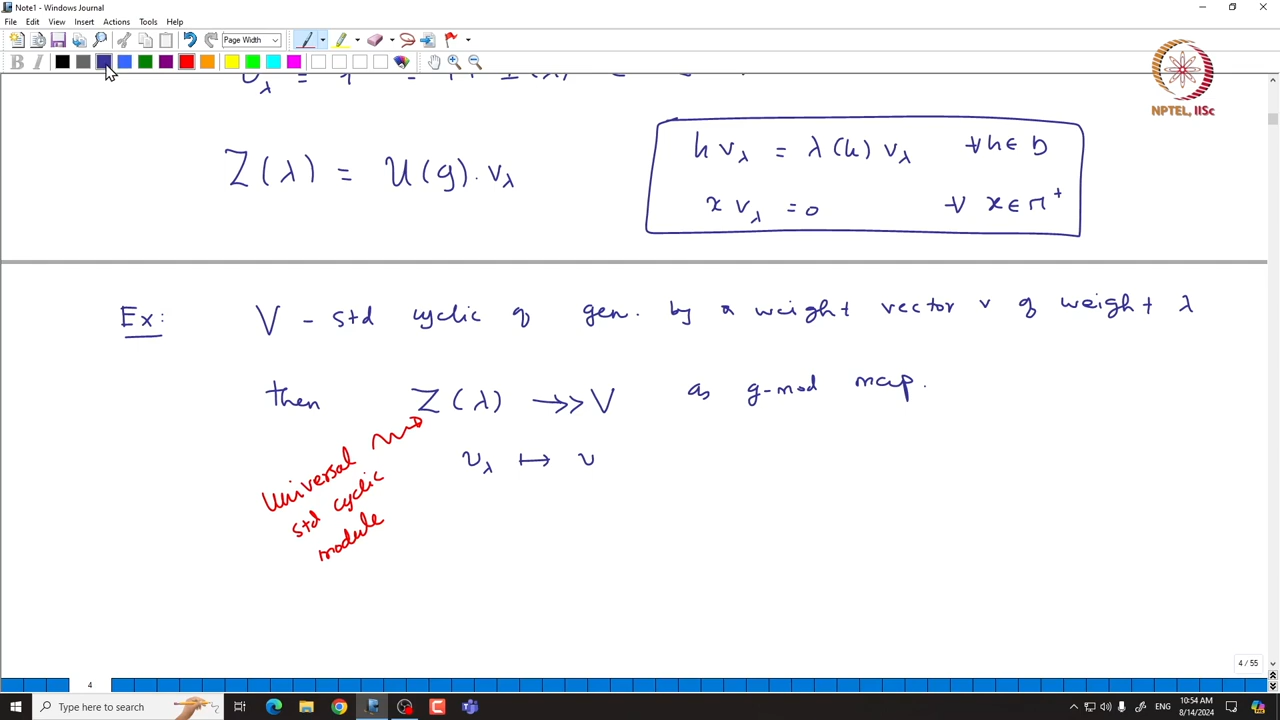 Note1 - Windows Journal
File Edit View Insert Actions Tools Help
Page Width
NPTEL, IISc
Z(λ) = U(g)·v_λ
h v_λ = λ(h) v_λ ∀ h ∈ h
x v_λ = 0 ∀ x ∈ n⁺
Ex: V - std cyclic gen. by a weight vector v of weight λ
then Z(λ) ↠ V as g-mod map.
v_λ ↦ v
Universal
std cyclic
module
4 / 55
4
Type here to search
ENG
10:54 AM
8/14/2024